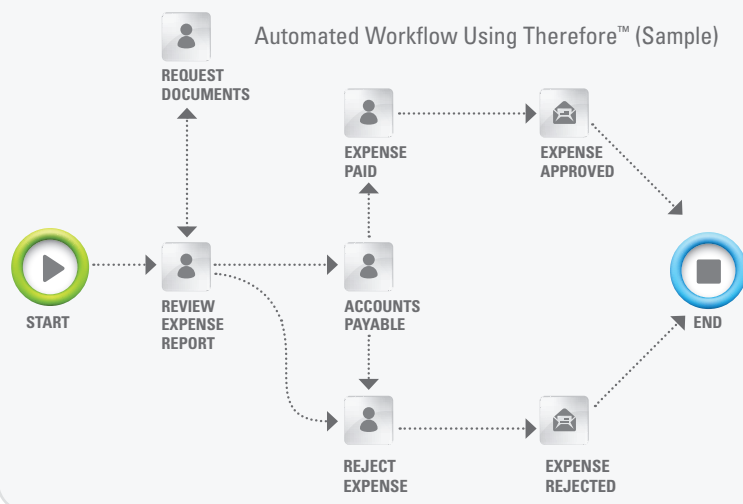 Automated Workflow Using Therefore™ (Sample)
REQUEST
DOCUMENTS
EXPENSE
PAID
EXPENSE
APPROVED
START
REVIEW
EXPENSE
REPORT
ACCOUNTS
PAYABLE
END
REJECT
EXPENSE
EXPENSE
REJECTED